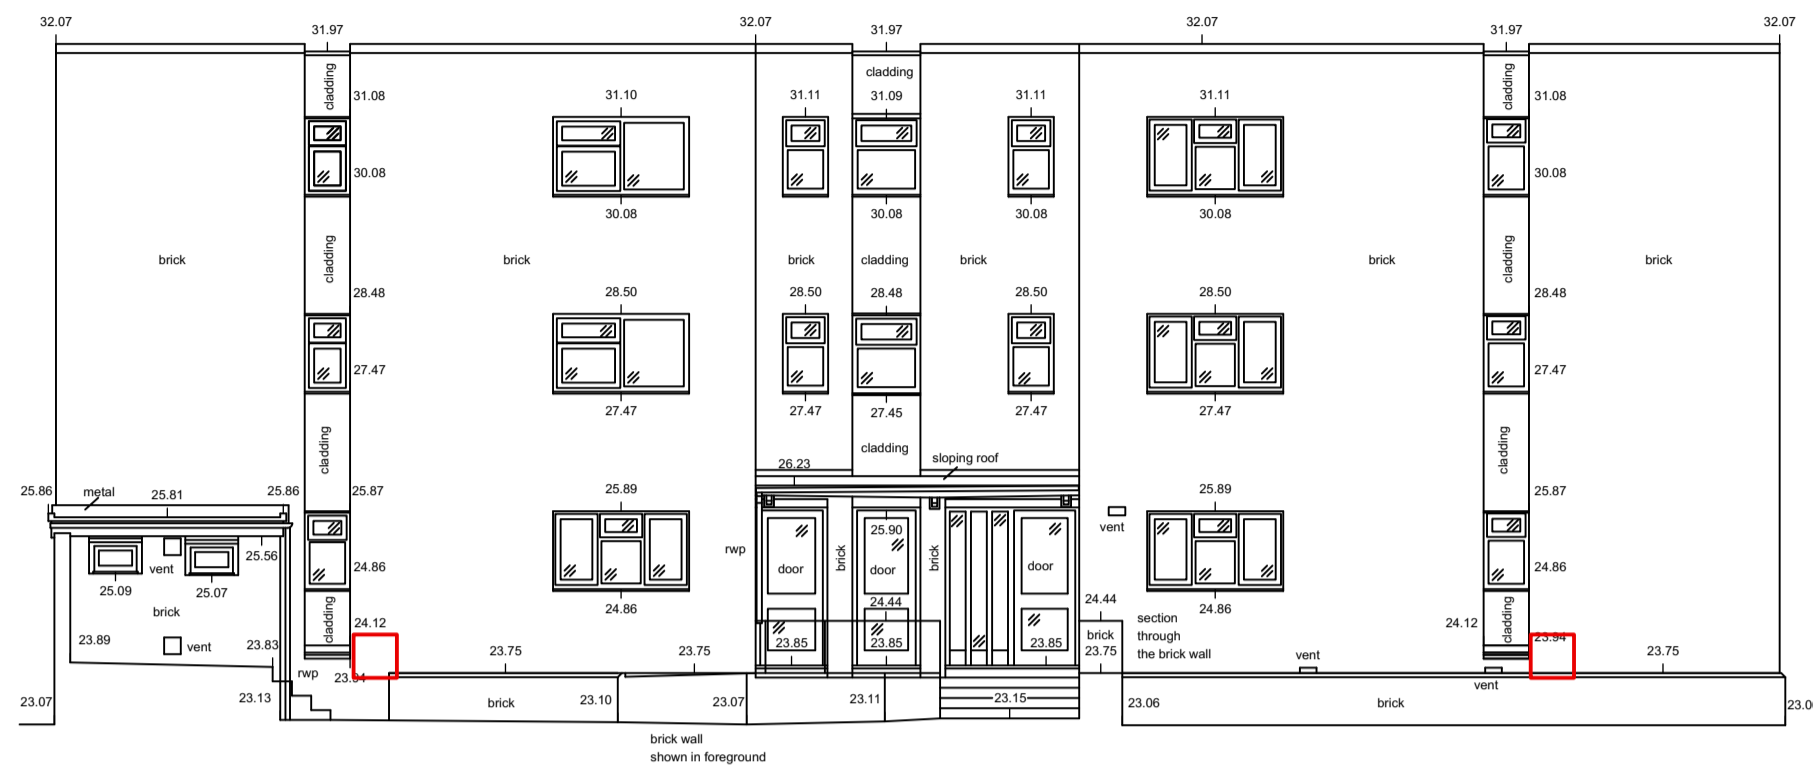 32.07 32.07 32.07 32.07
31.97 31.97 31.97
cladding cladding cladding
31.08 31.10 31.11 31.09 31.11 31.11 31.08
30.08 30.08
30.08 30.08 30.08 30.08 30.08
brick cladding brick brick cladding brick brick cladding brick
28.48 28.50 28.50 28.48 28.50 28.50 28.48
27.47 27.47
27.47 27.47 27.45 27.47 27.47
cladding cladding cladding
26.23 sloping roof
25.86 metal 25.81 25.86 25.87 25.89 25.89 25.87
25.90 vent
rwp brick brick
25.56
vent 24.86 door door door 24.86
25.09 25.07
24.86 24.44 24.44 24.86
brick cladding section 24.12 cladding
24.12 through
23.89 vent 23.83 23.85 23.85 23.85 brick 23.94
23.75 23.75 23.75 the brick wall vent 23.75
rwp
vent
23.07 23.13 brick 23.10 23.07 23.11 23.15 23.06 brick 23.0
brick wall
shown in foreground